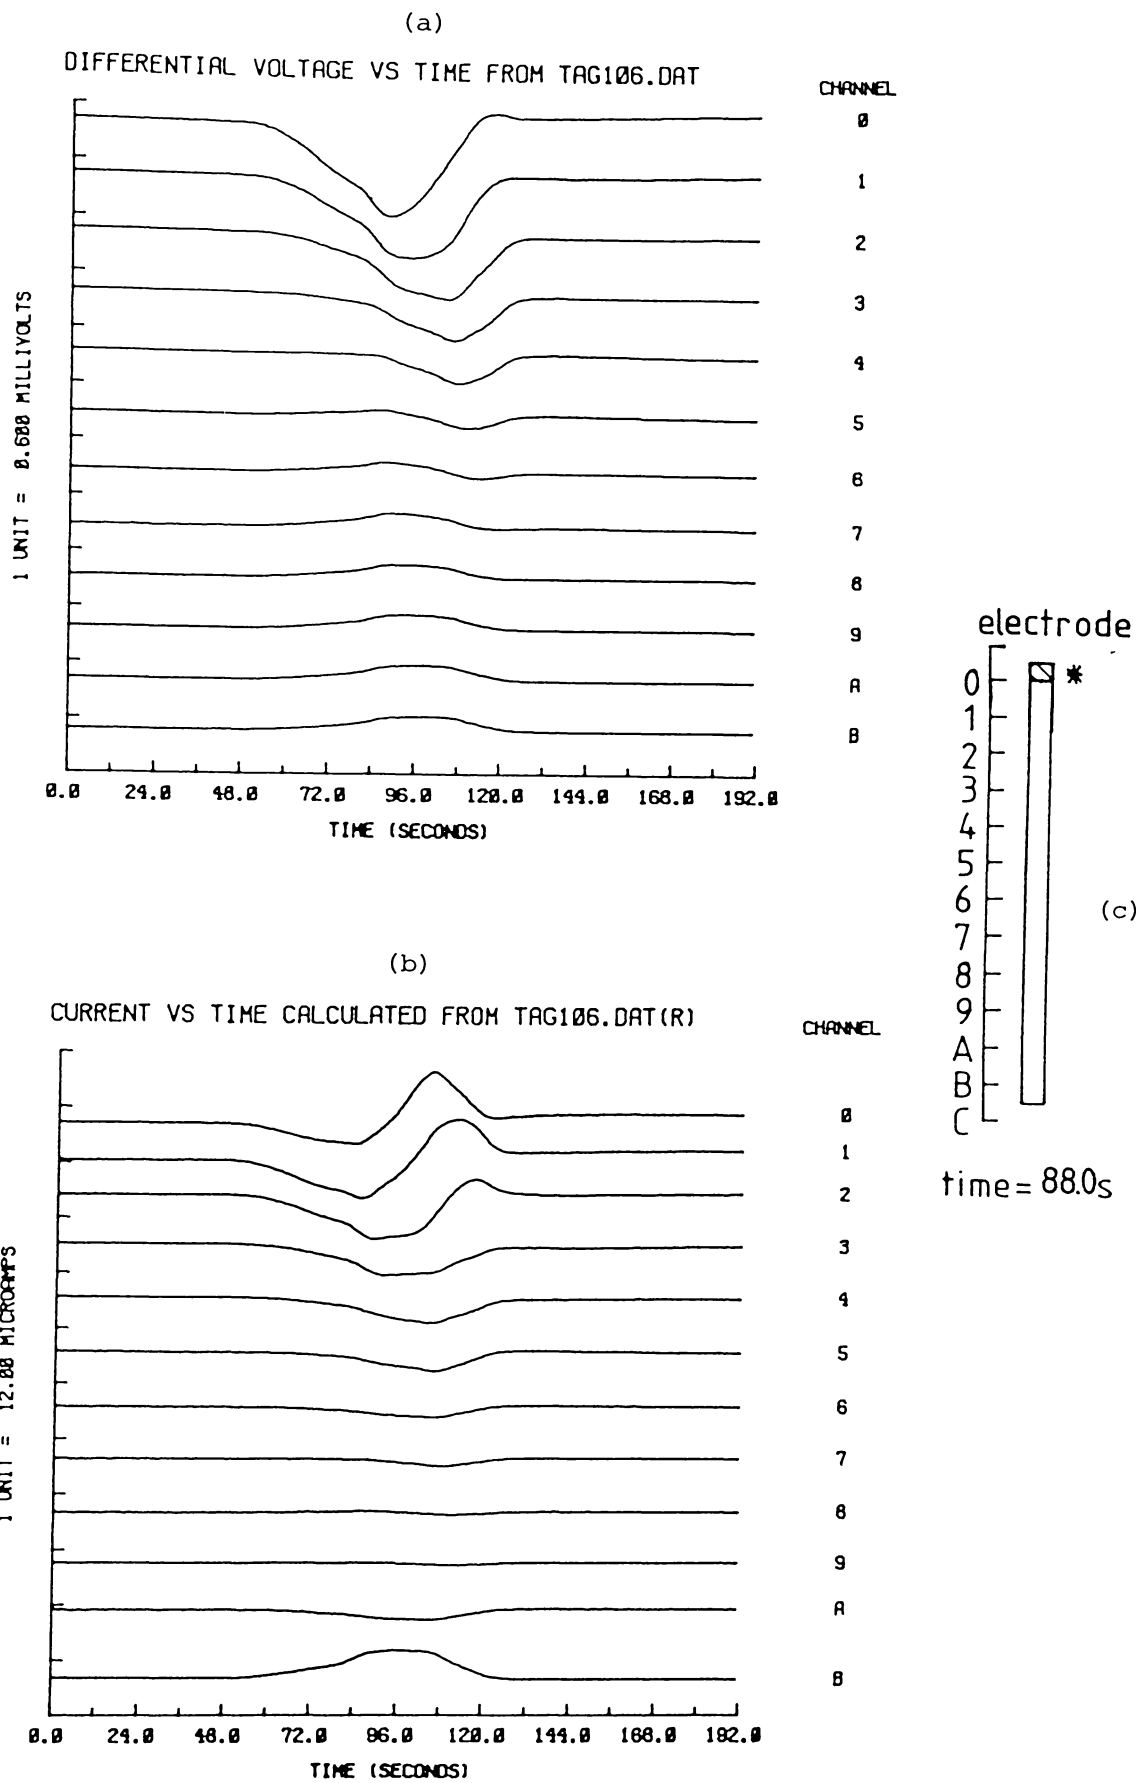 (a)
DIFFERENTIAL VOLTAGE VS TIME FROM TAG106.DAT
CHANNEL
0
1
2
3
4
5
6
7
8
9
A
B
1 UNIT = 0.600 MILLIVOLTS
0.0 24.0 48.0 72.0 96.0 120.0 144.0 168.0 192.0
TIME (SECONDS)
electrode
0 *
1
2
3
4
5
6
7
8
9
A
B
C
(c)
time = 88.0s
(b)
CURRENT VS TIME CALCULATED FROM TAG106.DAT(R)
CHANNEL
0
1
2
3
4
5
6
7
8
9
A
B
1 UNIT = 12.00 MICROAMPS
0.0 24.0 48.0 72.0 96.0 120.0 144.0 168.0 192.0
TIME (SECONDS)